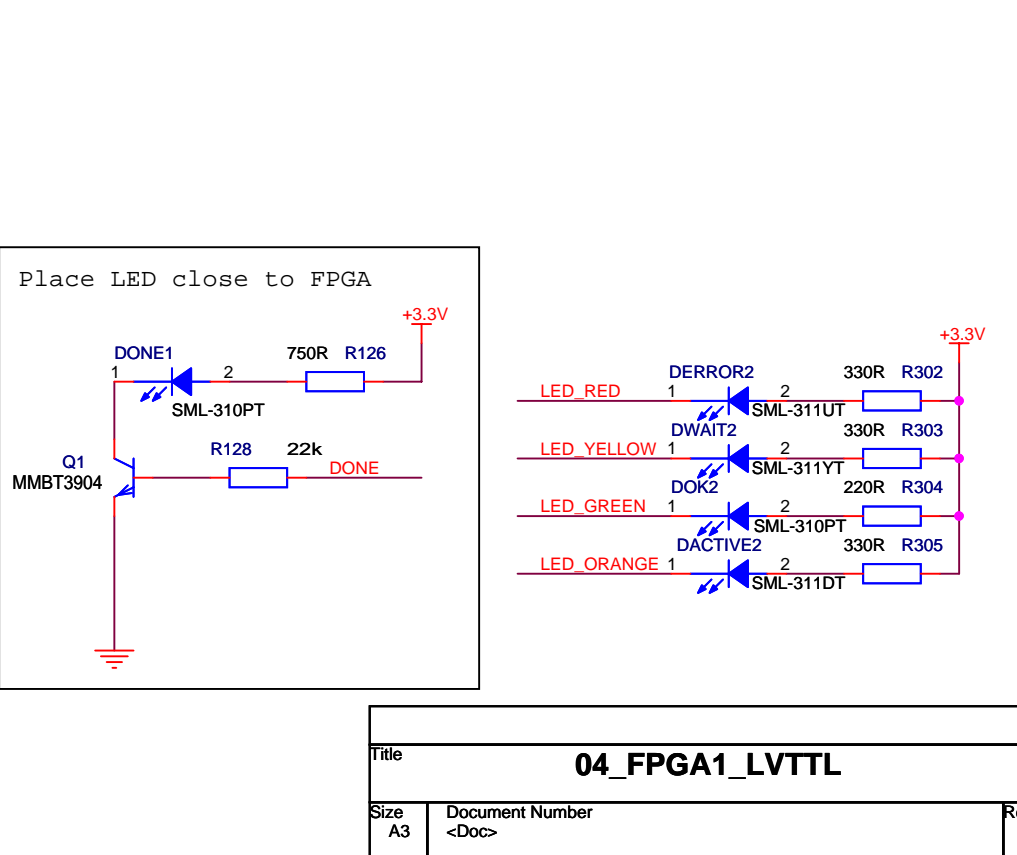 Place LED close to FPGA
+3.3V
DONE1
750R R126
1 2
SML-310PT
R128 22k
DONE
Q1
MMBT3904
+3.3V
DERROR2 330R R302
LED_RED 1 2
SML-311UT
DWAIT2 330R R303
LED_YELLOW 1 2
SML-311YT
DOK2 220R R304
LED_GREEN 1 2
SML-310PT
DACTIVE2 330R R305
LED_ORANGE 1 2
SML-311DT
Title
04_FPGA1_LVTTL
Size
A3
Document Number
<Doc>